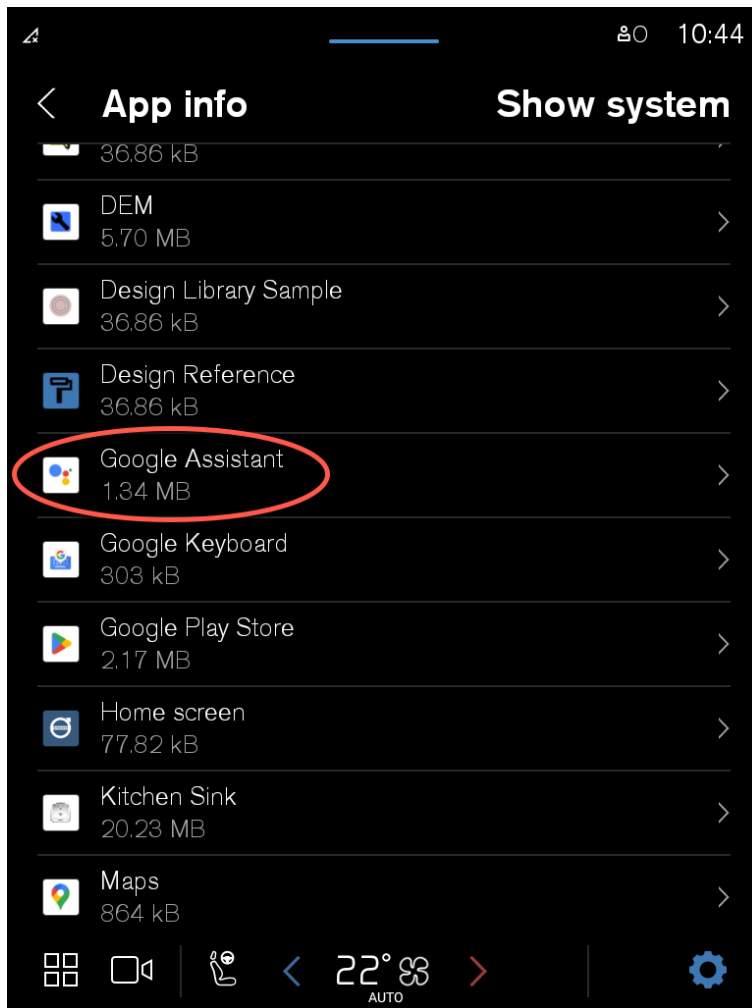 10:44
App info
Show system
36.86 kB
DEM
5.70 MB
Design Library Sample
36.86 kB
Design Reference
36.86 kB
Google Assistant
1.34 MB
Google Keyboard
303 kB
Google Play Store
2.17 MB
Home screen
77.82 kB
Kitchen Sink
20.23 MB
Maps
864 kB
22°
AUTO